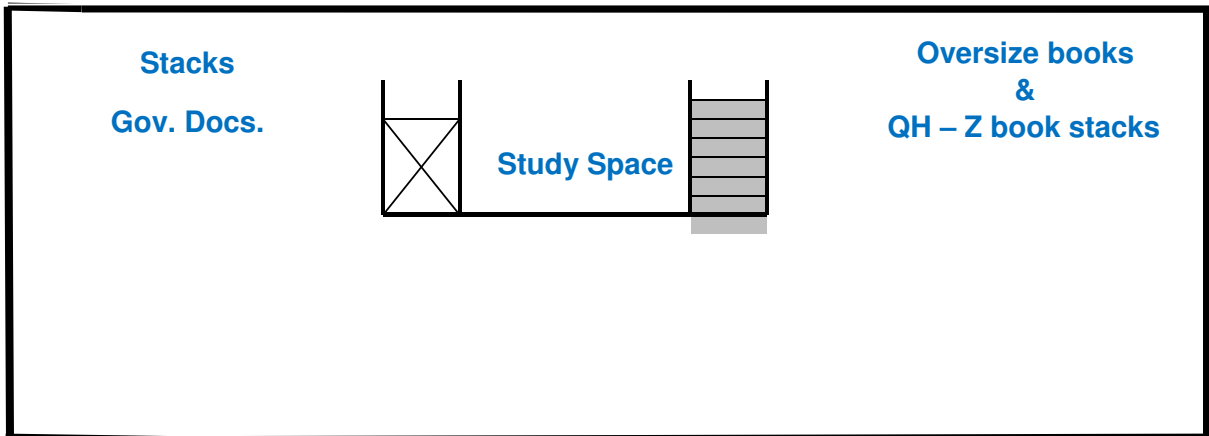 Stacks
Gov. Docs.
Study Space
Oversize books
&
QH – Z book stacks